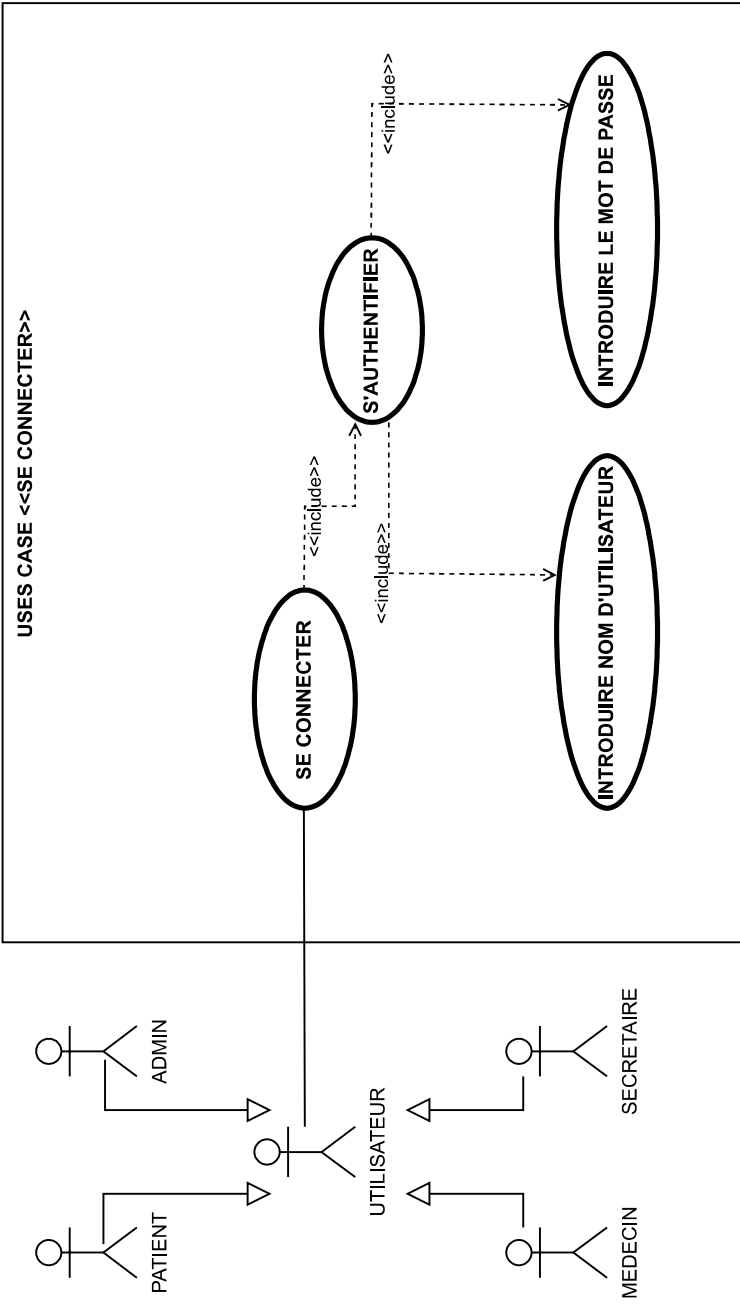 USES CASE <<SE CONNECTER>>
PATIENT
ADMIN
UTILISATEUR
MEDECIN
SECRETAIRE
SE CONNECTER
<<include>>
S'AUTHENTIFIER
<<include>>
<<include>>
INTRODUIRE NOM D'UTILISATEUR
INTRODUIRE LE MOT DE PASSE